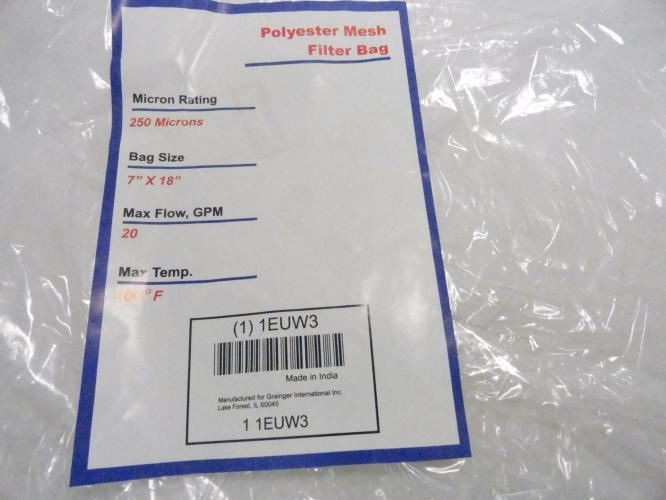 Polyester Mesh
Filter Bag
Micron Rating
250 Microns
Bag Size
7" X 18"
Max Flow, GPM
20
Max Temp.
°F
(1) 1EUW3
Made in India
Manufactured for Grainger International Inc.
Lake Forest, IL 60045
1 1EUW3